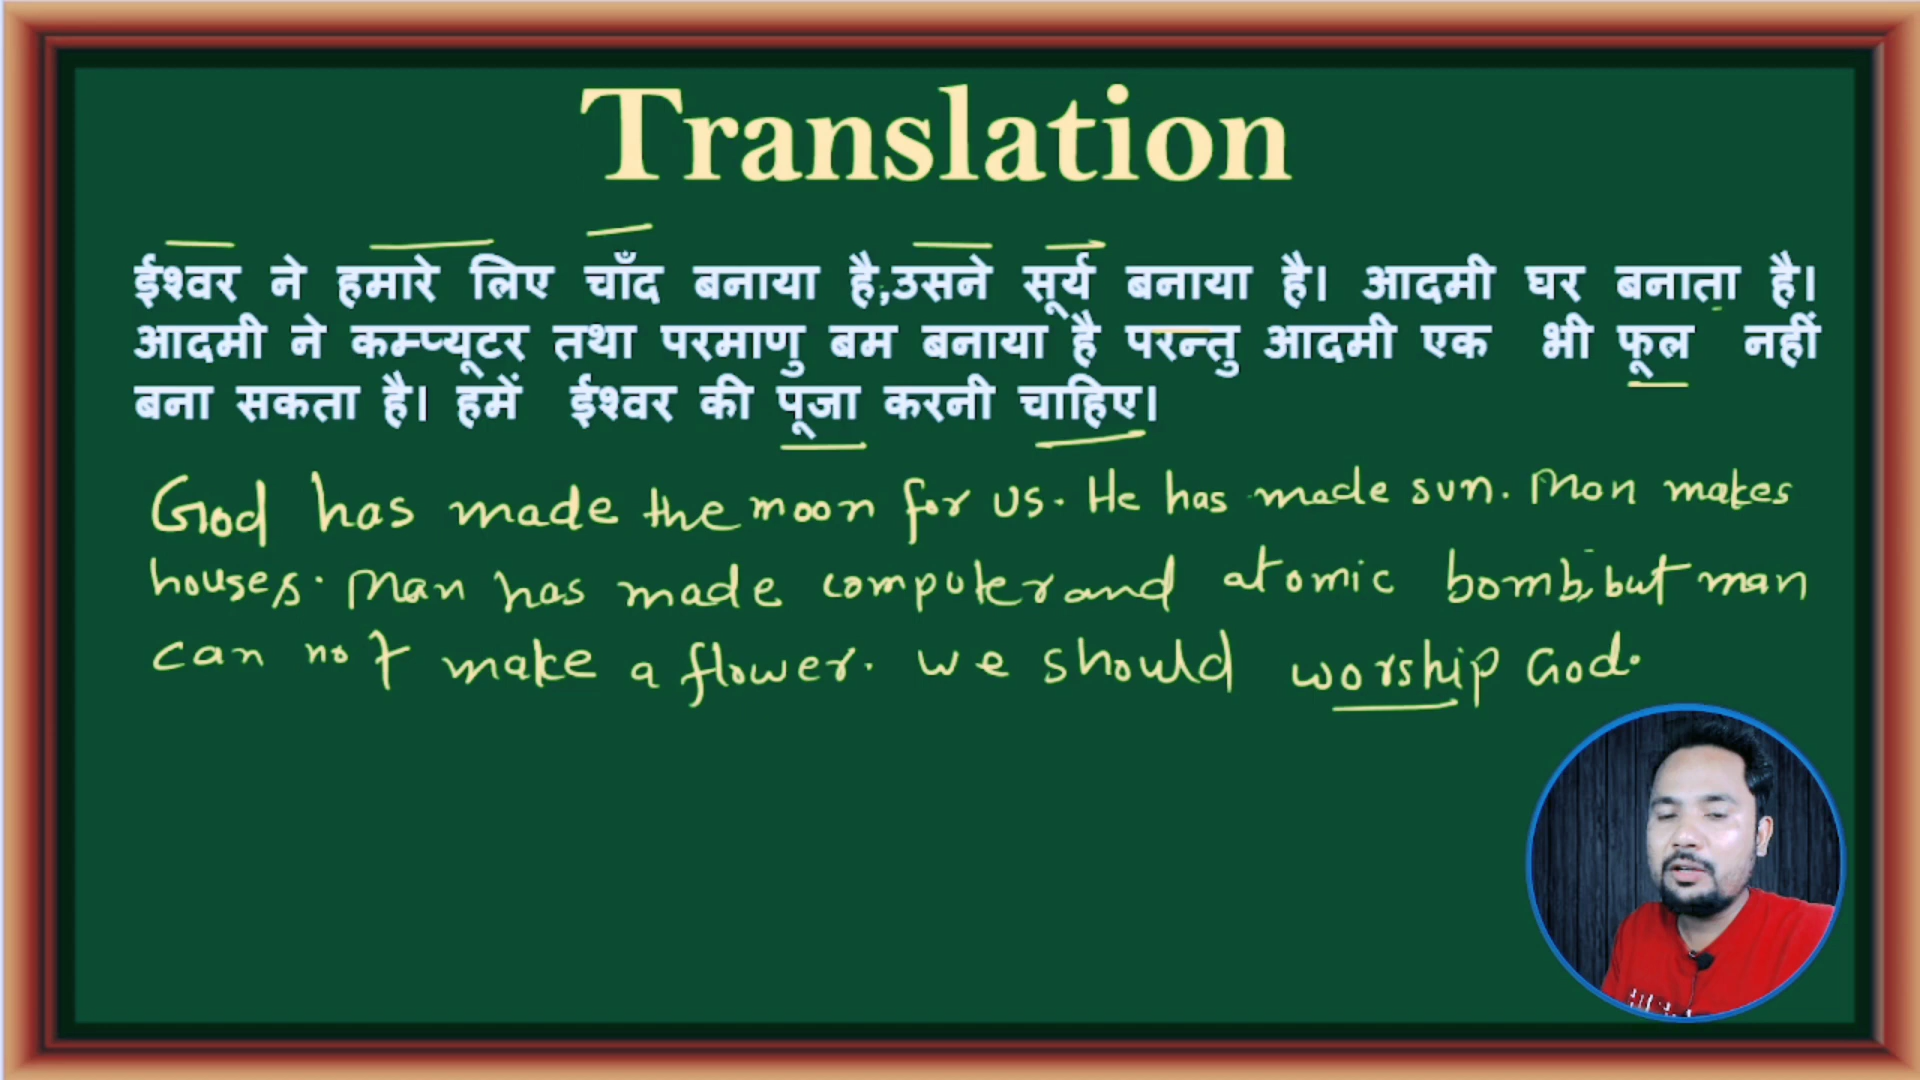 Translation
ईश्वर ने हमारे लिए चाँद बनाया है,उसने सूर्य बनाया है। आदमी घर बनाता है।
आदमी ने कम्प्यूटर तथा परमाणु बम बनाया है परन्तु आदमी एक भी फूल नहीं
बना सकता है। हमें ईश्वर की पूजा करनी चाहिए।
God has made the moon for us. He has made sun. Man makes
houses. Man has made computer and atomic bomb, but man
can not make a flower. we should worship God.